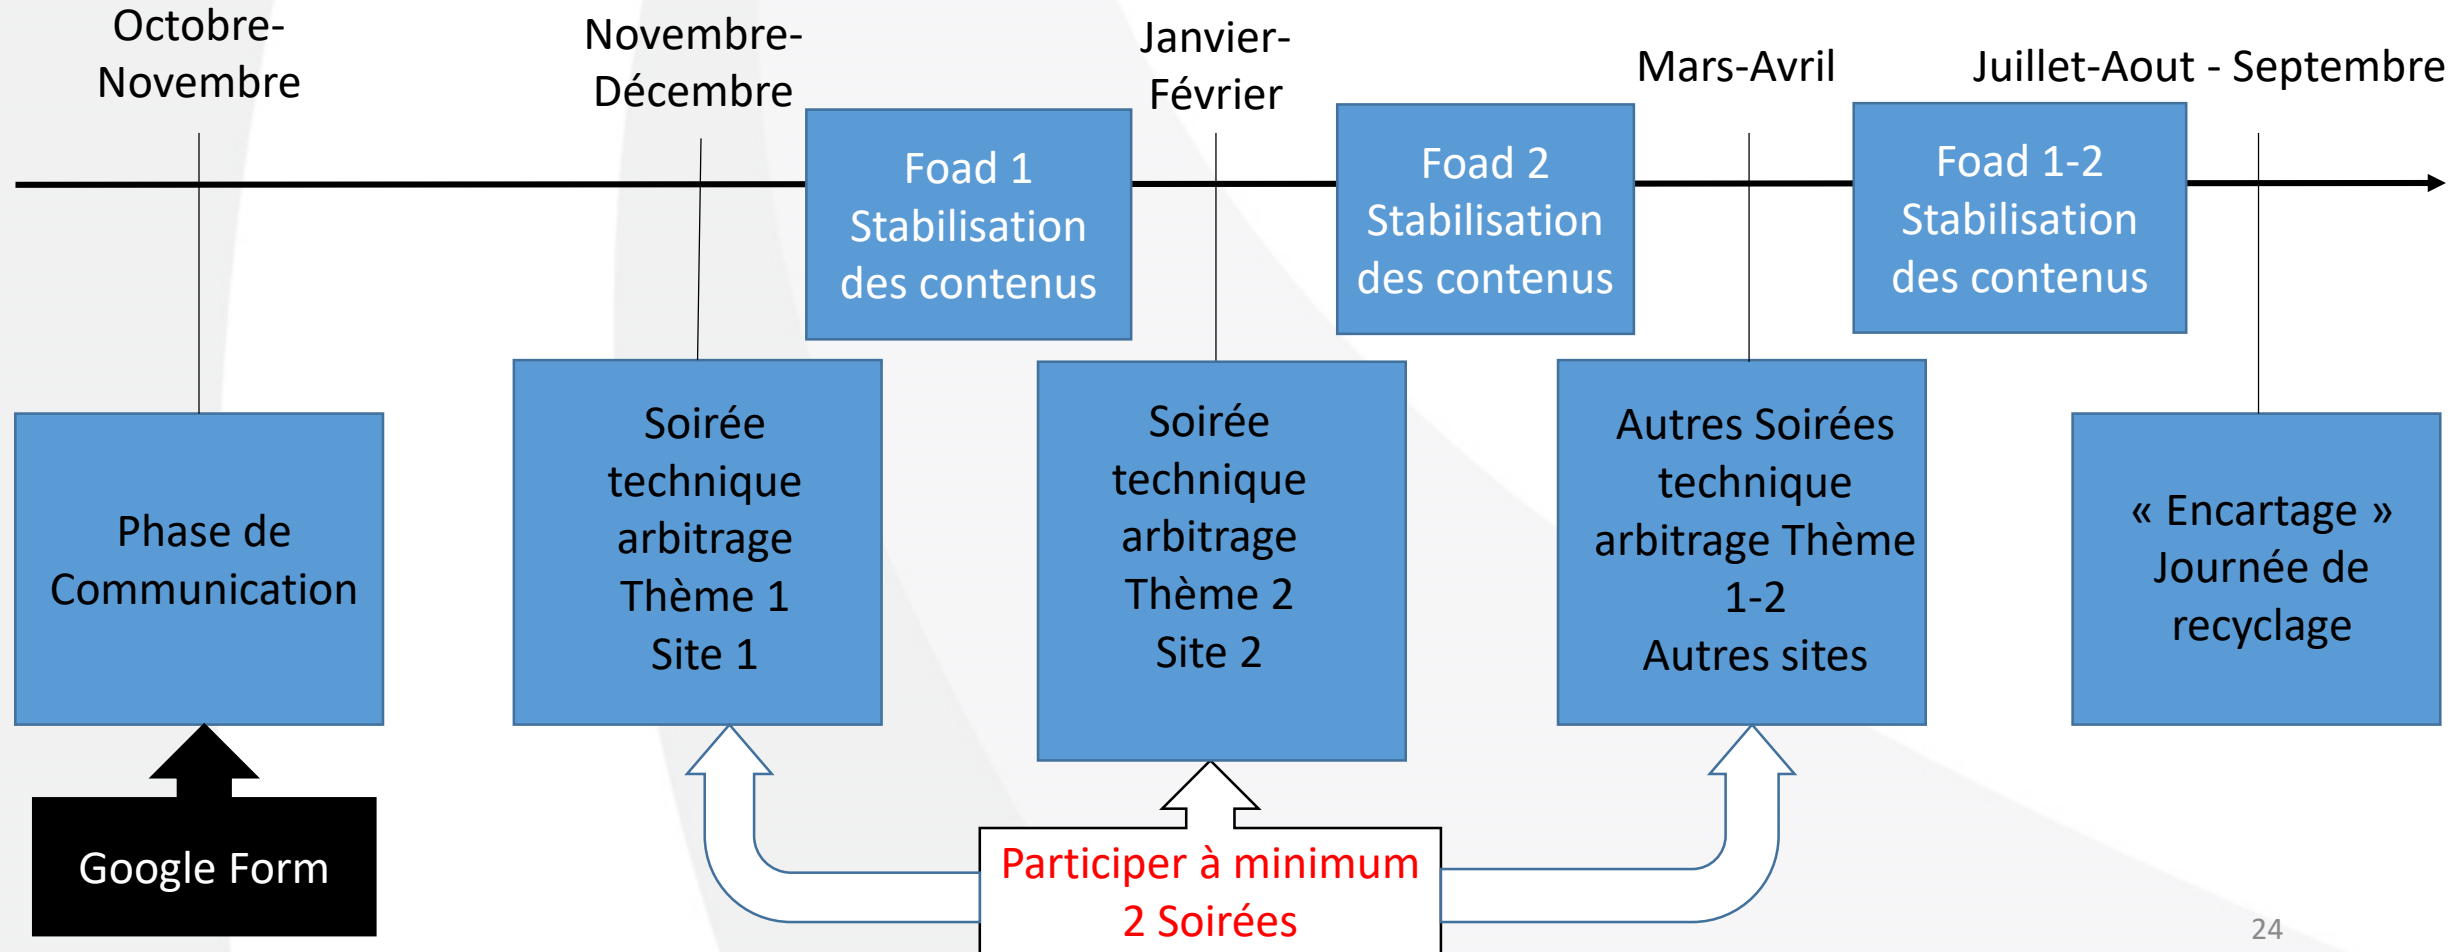 Octobre-
Novembre
Novembre-
Décembre
Janvier-
Février
Mars-Avril
Juillet-Aout - Septembre
Foad 1
Stabilisation
des contenus
Foad 2
Stabilisation
des contenus
Foad 1-2
Stabilisation
des contenus
Phase de
Communication
Soirée
technique
arbitrage
Thème 1
Site 1
Soirée
technique
arbitrage
Thème 2
Site 2
Autres Soirées
technique
arbitrage Thème
1-2
Autres sites
« Encartage »
Journée de
recyclage
Google Form
Participer à minimum
2 Soirées
24